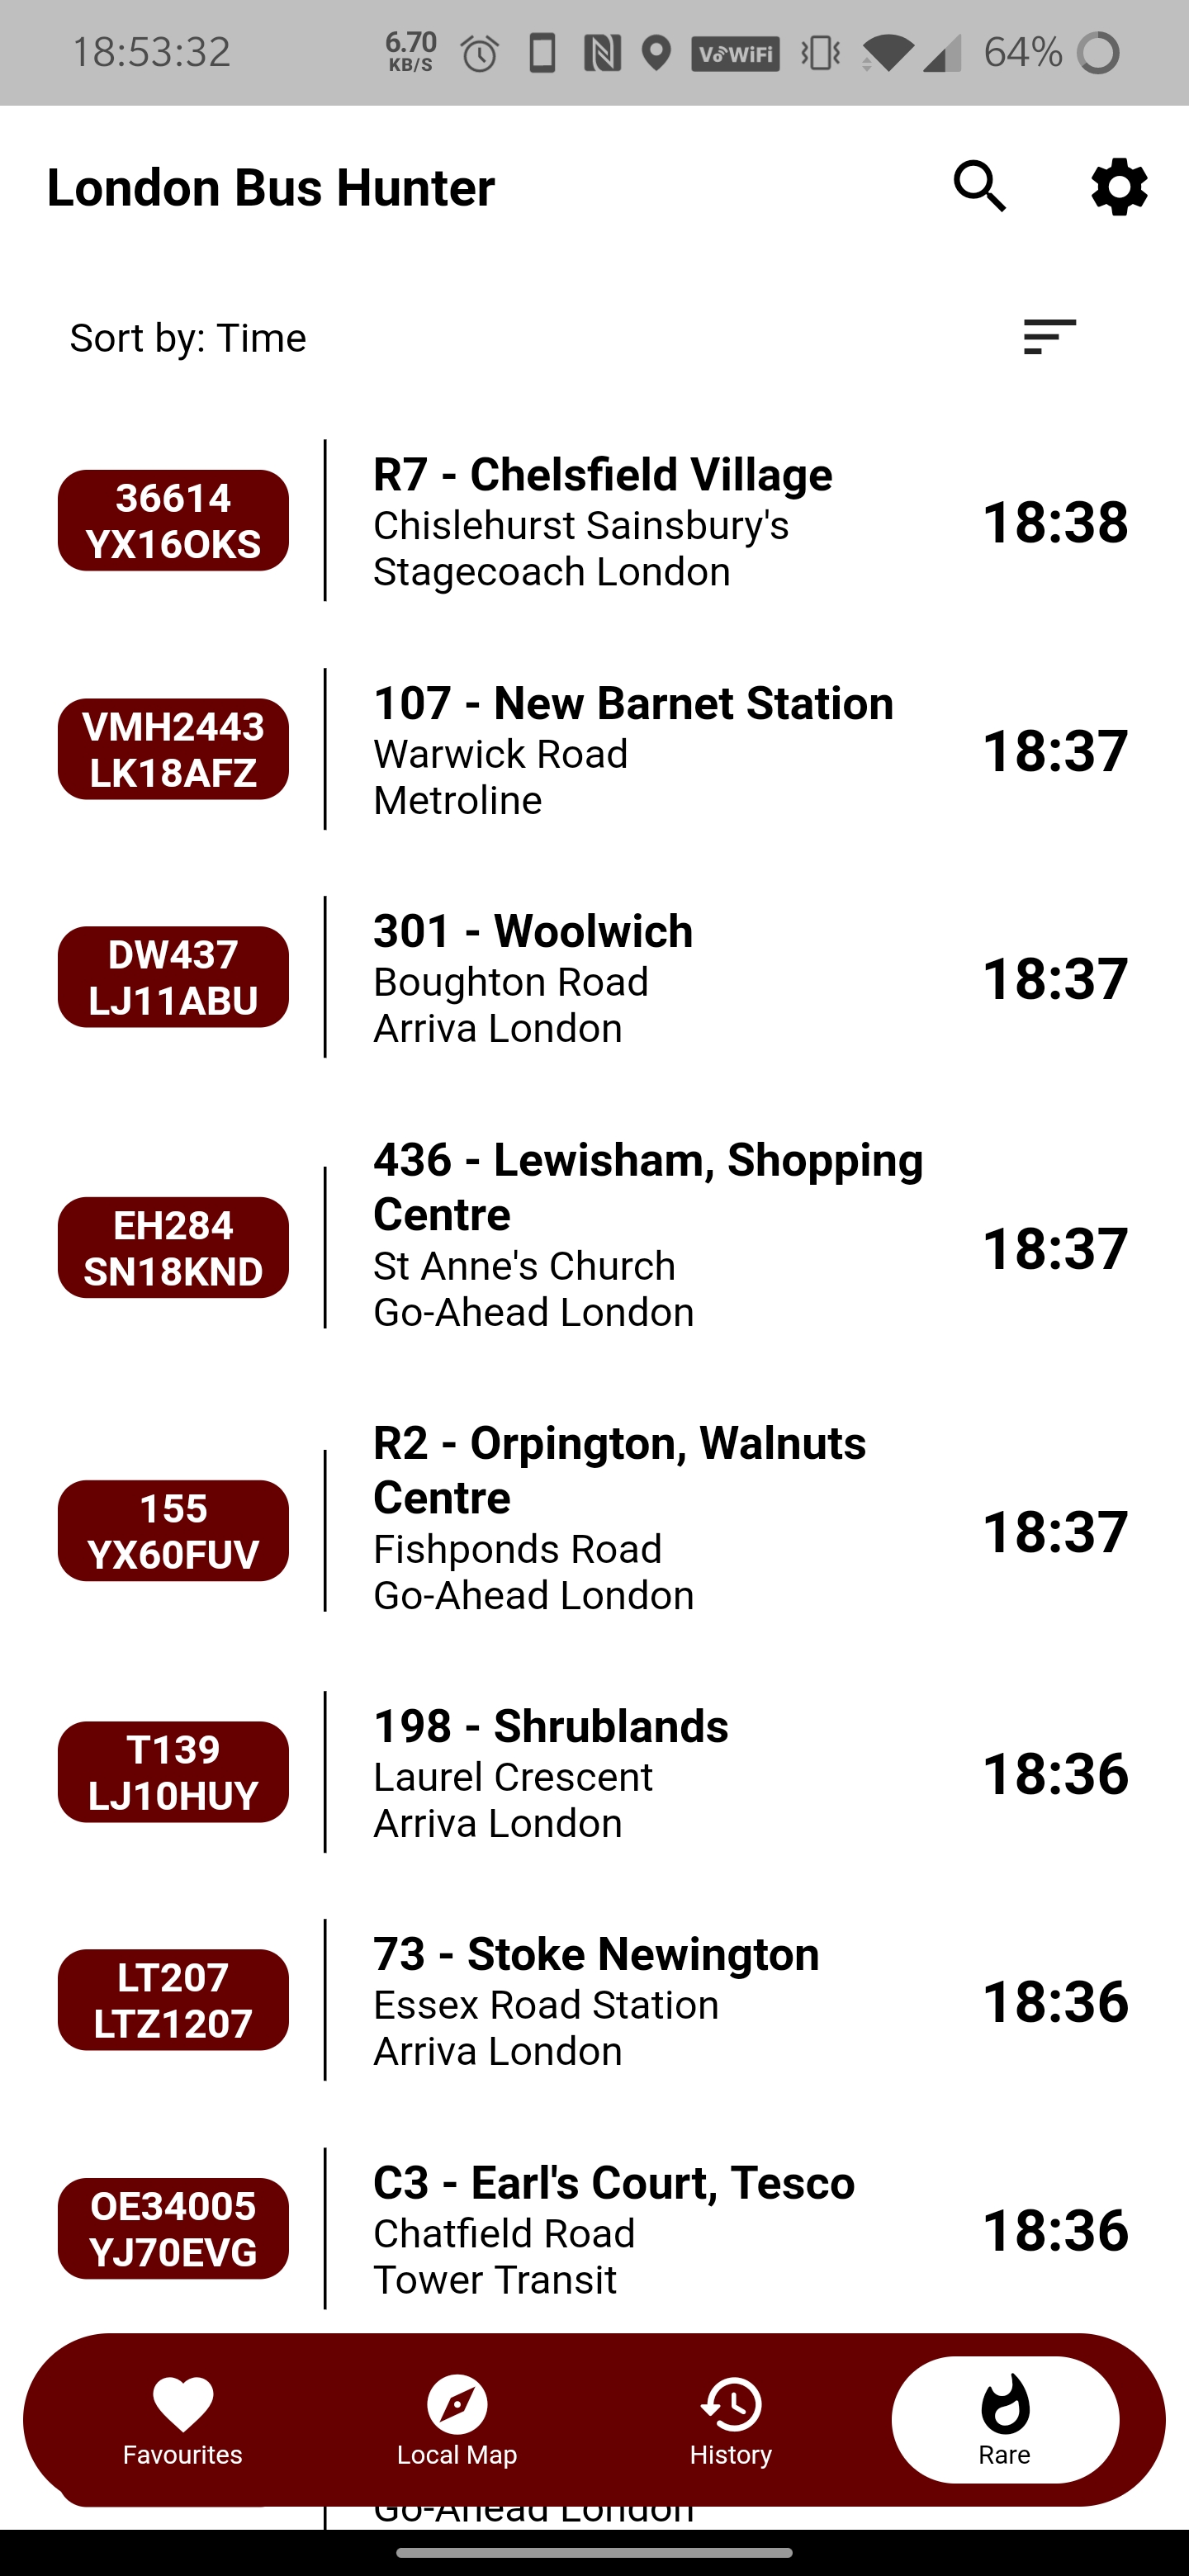 18:53:32
6.70
KB/S
VoWiFi
64%
London Bus Hunter
Sort by: Time
36614
YX16OKS
R7 - Chelsfield Village
Chislehurst Sainsbury's
Stagecoach London
18:38
VMH2443
LK18AFZ
107 - New Barnet Station
Warwick Road
Metroline
18:37
DW437
LJ11ABU
301 - Woolwich
Boughton Road
Arriva London
18:37
EH284
SN18KND
436 - Lewisham, Shopping
Centre
St Anne's Church
Go-Ahead London
18:37
155
YX60FUV
R2 - Orpington, Walnuts
Centre
Fishponds Road
Go-Ahead London
18:37
T139
LJ10HUY
198 - Shrublands
Laurel Crescent
Arriva London
18:36
LT207
LTZ1207
73 - Stoke Newington
Essex Road Station
Arriva London
18:36
OE34005
YJ70EVG
C3 - Earl's Court, Tesco
Chatfield Road
Tower Transit
18:36
Favourites
Local Map
History
Rare
Go-Ahead London